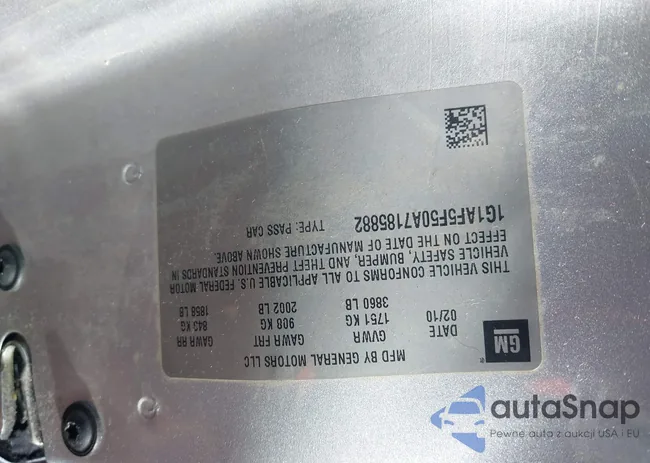 GM
MFD BY GENERAL MOTORS LLC
DATE GVWR GAWR FRT GAWR RR
02/10 1751 KG 908 KG 843 KG
3860 LB 2002 LB 1858 LB
THIS VEHICLE CONFORMS TO ALL APPLICABLE U.S. FEDERAL MOTOR
VEHICLE SAFETY, BUMPER, AND THEFT PREVENTION STANDARDS IN
EFFECT ON THE DATE OF MANUFACTURE SHOWN ABOVE.
1G1AF5F50A7185882 TYPE: PASS CAR
autaSnap
Pewne auta z aukcji USA i EU